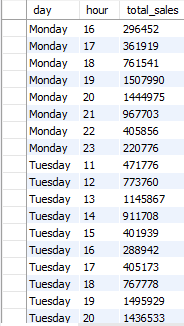 day hour total_sales
Monday 16 296452
Monday 17 361919
Monday 18 761541
Monday 19 1507990
Monday 20 1444975
Monday 21 967703
Monday 22 405856
Monday 23 220776
Tuesday 11 471776
Tuesday 12 773760
Tuesday 13 1145867
Tuesday 14 911708
Tuesday 15 401939
Tuesday 16 288942
Tuesday 17 405173
Tuesday 18 767778
Tuesday 19 1495929
Tuesday 20 1436533